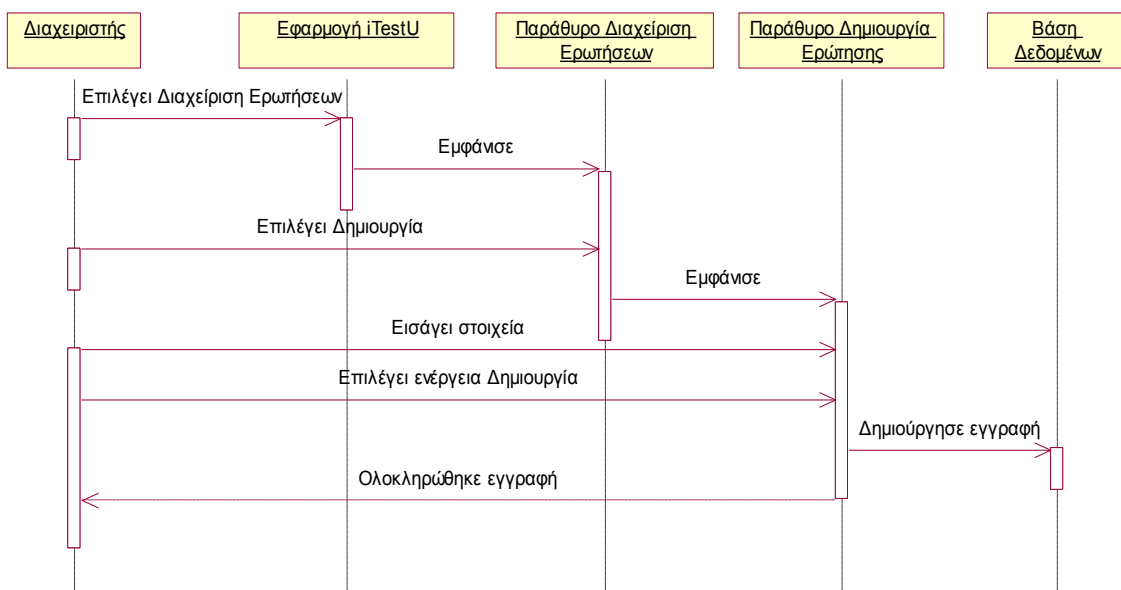 Διαχειριστής
Εφαρμογή iTestU
Παράθυρο Διαχείριση
Ερωτήσεων
Παράθυρο Δημιουργία
Ερώτησης
Βάση
Δεδομένων
Επιλέγει Διαχείριση Ερωτήσεων
Εμφάνισε
Επιλέγει Δημιουργία
Εμφάνισε
Εισάγει στοιχεία
Επιλέγει ενέργεια Δημιουργία
Δημιούργησε εγγραφή
Ολοκληρώθηκε εγγραφή